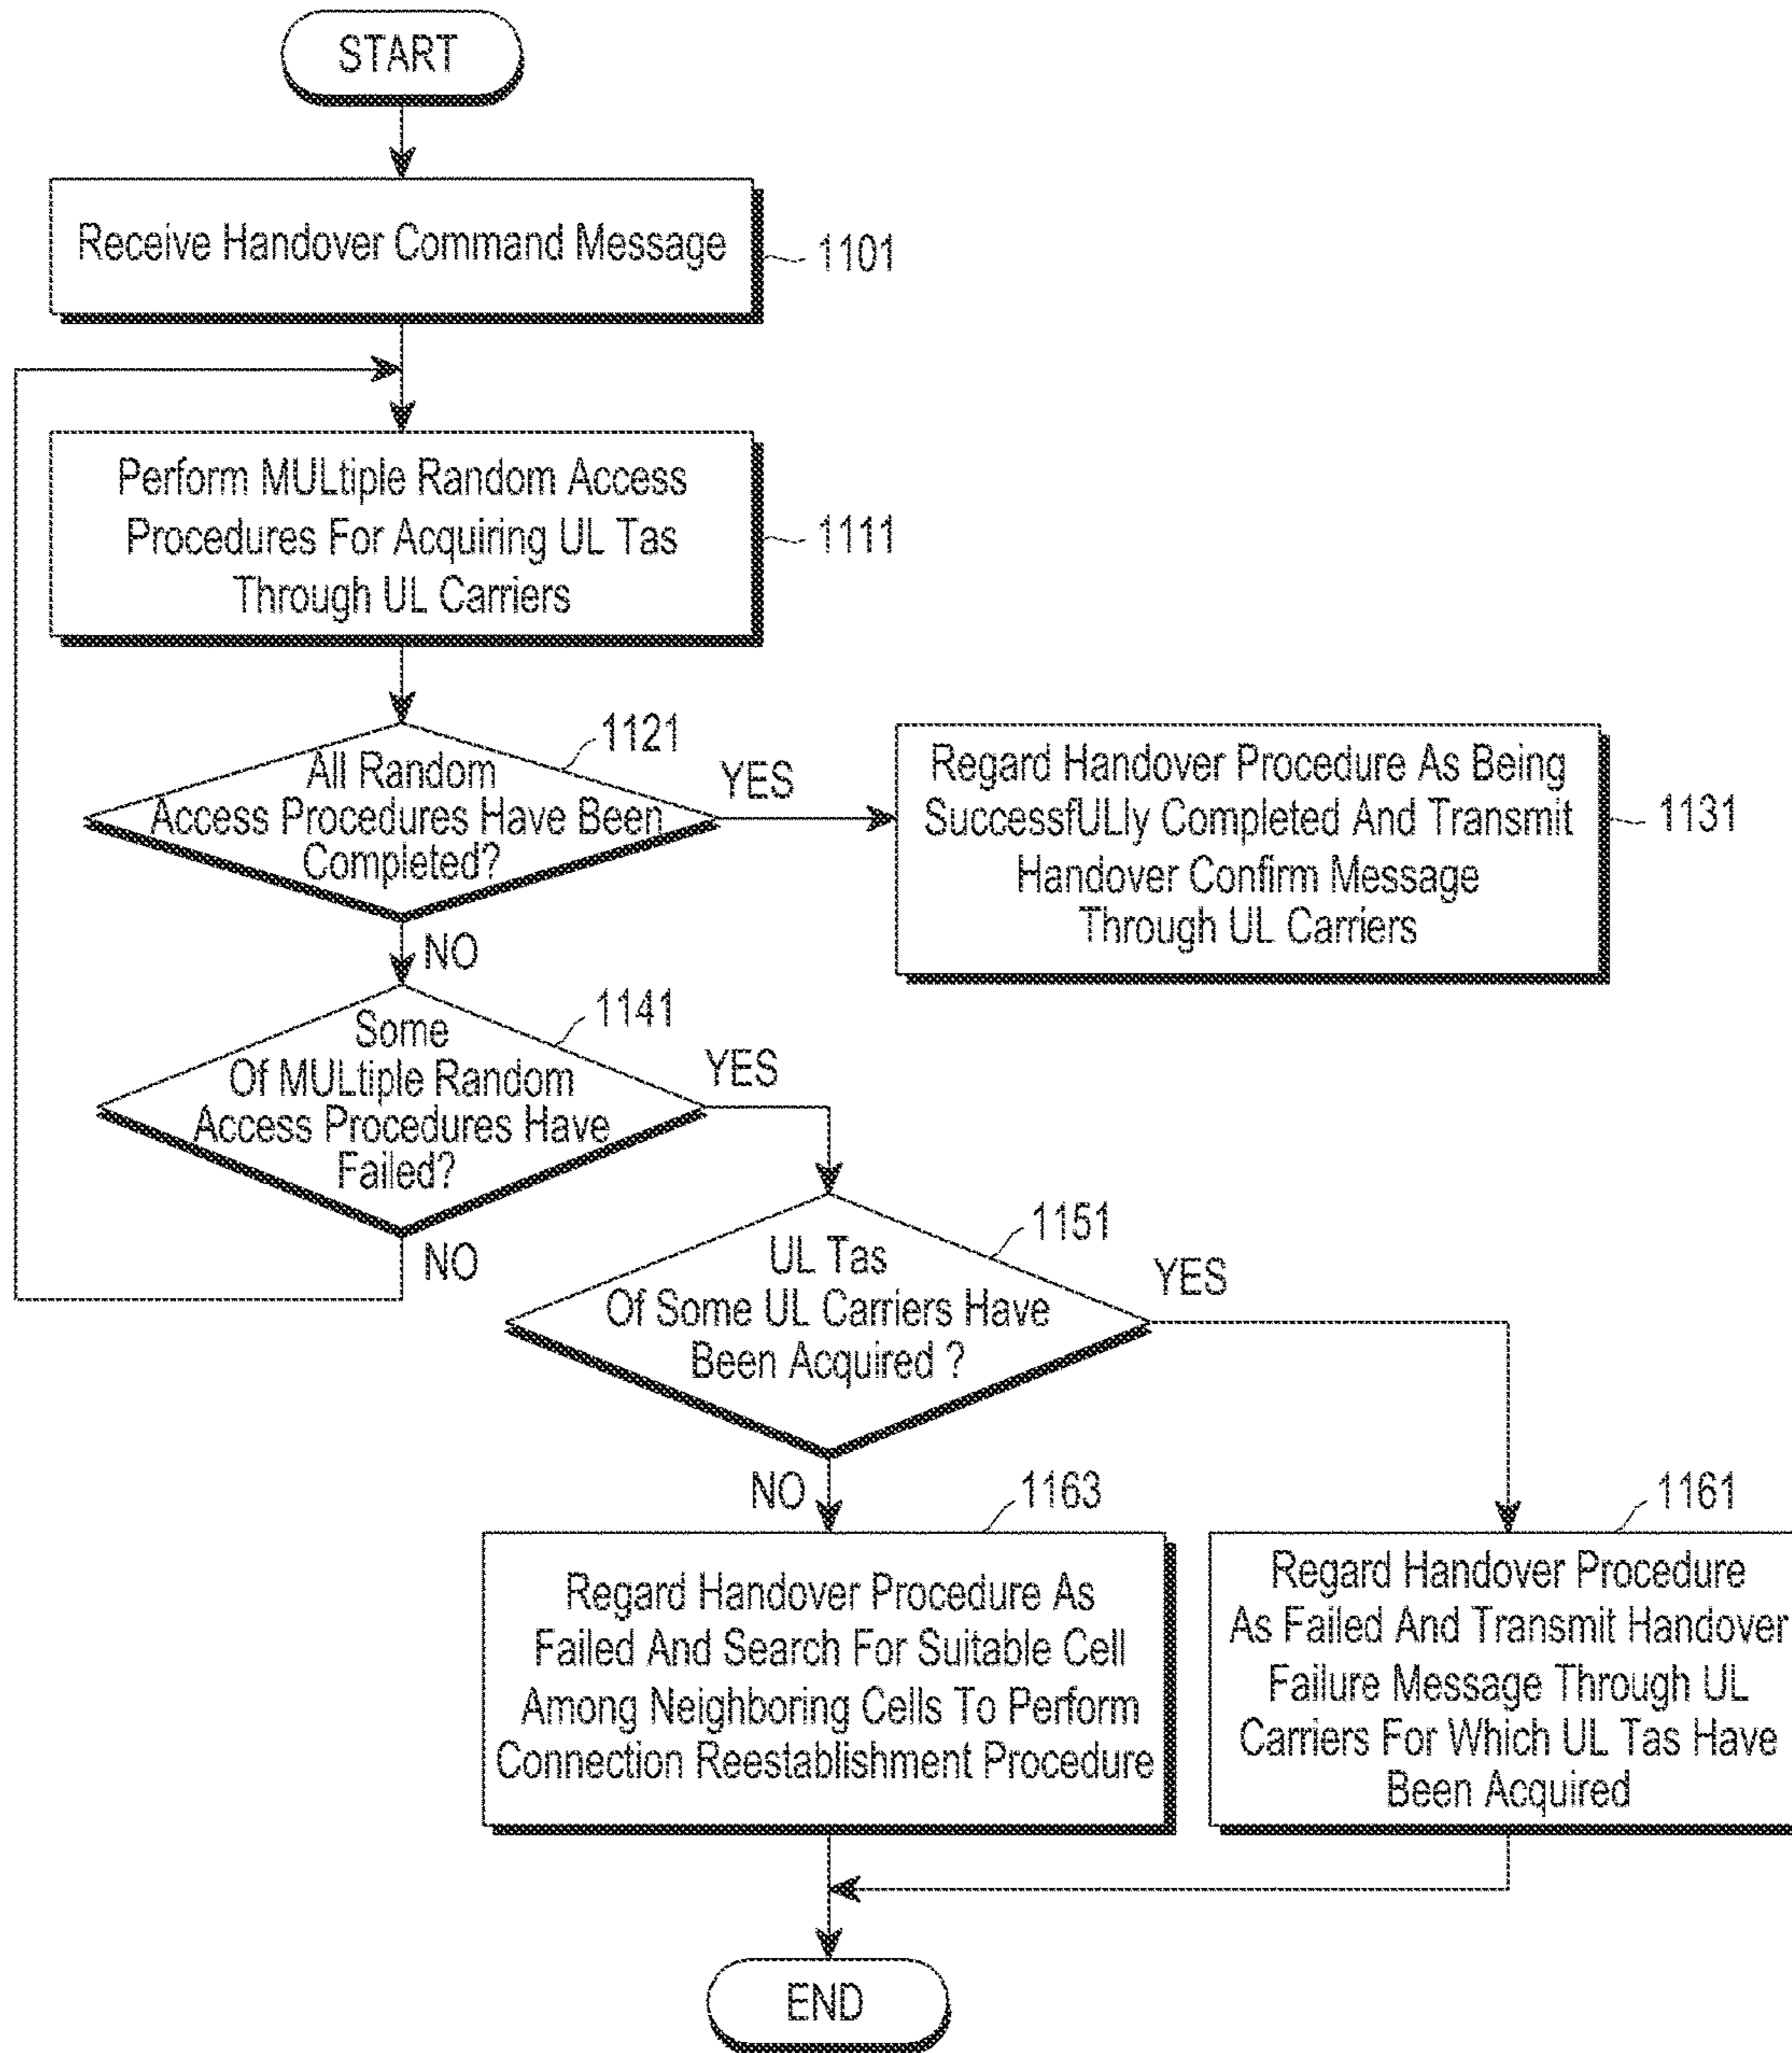 START
Receive Handover Command Message
1101
Perform MULtiple Random Access
Procedures For Acquiring UL Tas
Through UL Carriers
1111
1121
All Random
Access Procedures Have Been
Completed?
YES
NO
Regard Handover Procedure As Being
SuccessfULly Completed And Transmit
Handover Confirm Message
Through UL Carriers
1131
1141
Some
Of MULtiple Random
Access Procedures Have
Failed?
YES
NO
1151
UL Tas
Of Some UL Carriers Have
Been Acquired ?
YES
NO
1163
Regard Handover Procedure As
Failed And Search For Suitable Cell
Among Neighboring Cells To Perform
Connection Reestablishment Procedure
1161
Regard Handover Procedure
As Failed And Transmit Handover
Failure Message Through UL
Carriers For Which UL Tas Have
Been Acquired
END